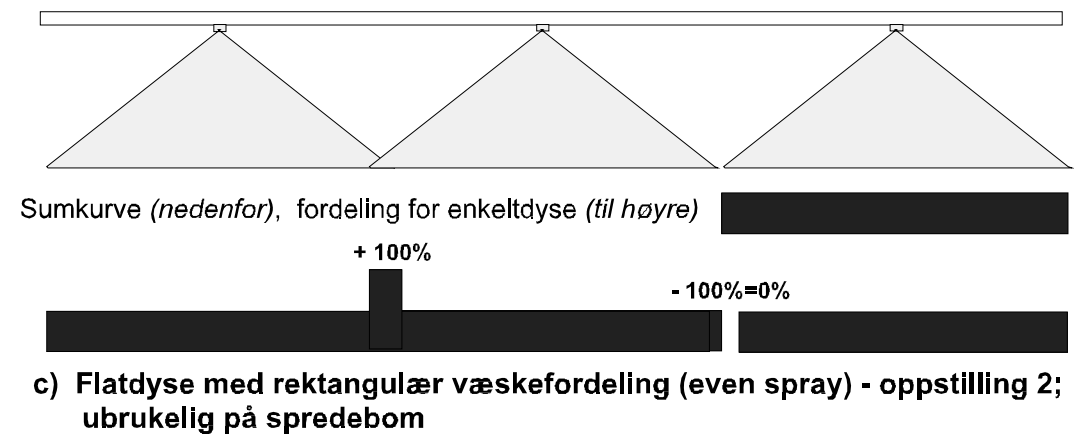 Sumkurve (nedenfor), fordeling for enkeltdyse (til høyre)
+ 100%
- 100%=0%
c) Flatdyse med rektangulær væskefordeling (even spray) - oppstilling 2;
ubrukelig på spredebom